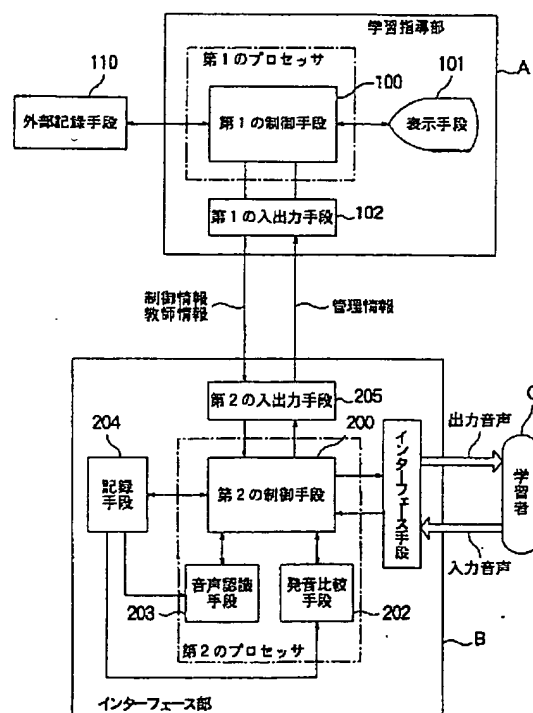 学習指導部
第1のプロセッサ
A
110
100
101
外部記録手段
第1の制御手段
表示手段
第1の入出力手段
102
制御情報
教師情報
管理情報
第2の入出力手段
205
204
200
C
記録
手段
第2の制御手段
インターフェース手段
出力音声
学習者
入力音声
音声認識
手段
発音比較
手段
203
202
第2のプロセッサ
B
インターフェース部